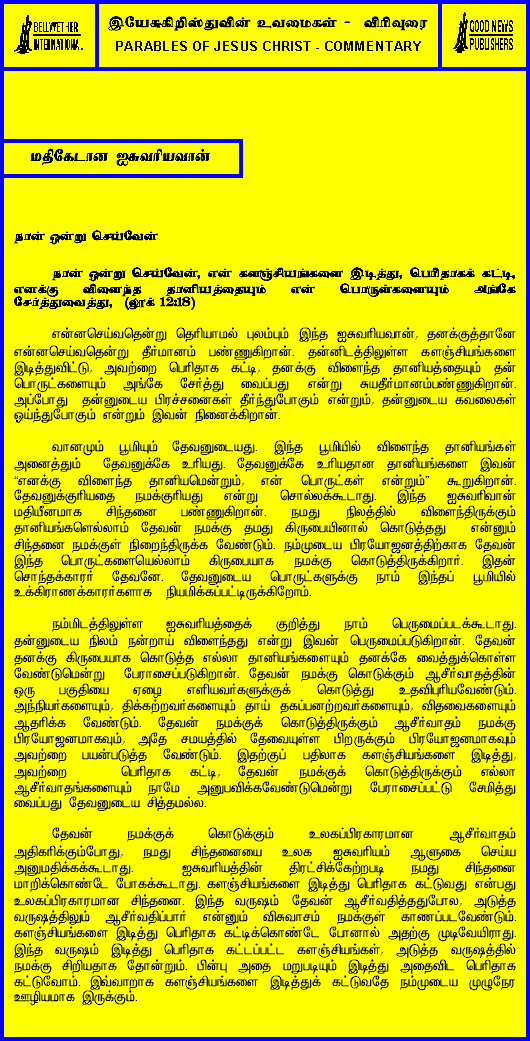 BELLWETHER
INTERNATIONAL
இயேசுகிறிஸ்துவின் உவமைகள் - விரிவுரை
PARABLES OF JESUS CHRIST - COMMENTARY
GOOD NEWS
PUBLISHERS
மதிகேடான ஐசுவரியவான்
நான் ஒன்று செய்வேன்
நான் ஒன்று செய்வேன், என் களஞ்சியங்களை இடித்து, பெரிதாகக் கட்டி,
எனக்கு விளைந்த தானியத்தையும் என் பொருள்களையும் அங்கே
சேர்த்துவைத்து, (லூக் 12:18)
என்னசெய்வதென்று தெரியாமல் புலம்பும் இந்த ஐசுவரியவான், தனக்குத்தானே
என்னசெய்வதென்று தீர்மானம் பண்ணுகிறான். தன்னிடத்திலுள்ள களஞ்சியங்களை
இடித்துவிட்டு, அவற்றை பெரிதாக கட்டி, தனக்கு விளைந்த தானியத்தையும் தன்
பொருட்களையும் அங்கே சேர்த்து வைப்பது என்று சுயதீர்மானம்பண்ணுகிறான்.
அப்போது தன்னுடைய பிரச்சனைகள் தீர்ந்துபோகும் என்றும், தன்னுடைய கவலைகள்
ஓய்ந்துபோகும் என்றும் இவன் நினைக்கிறான்.
வானமும் பூமியும் தேவனுடையது. இந்த பூமியில் விளைந்த தானியங்கள்
அனைத்தும் தேவனுக்கே உரியது. தேவனுக்கே உரியதான தானியங்களை இவன்
“எனக்கு விளைந்த தானியமென்றும், என் பொருட்கள் என்றும்” கூறுகிறான்.
தேவனுக்குரியதை நமக்குரியது என்று சொல்லக்கூடாது. இந்த ஐசுவரிவான்
மதியீனமாக சிந்தனை பண்ணுகிறான். நமது நிலத்தில் விளைந்திருக்கும்
தானியங்களெல்லாம் தேவன் நமக்கு தமது கிருபையினால் கொடுத்தது என்னும்
சிந்தனை நமக்குள் நிறைந்திருக்க வேண்டும். நம்முடைய பிரயோஜனத்திற்காக தேவன்
இந்த பொருட்களையெல்லாம் கிருபையாக நமக்கு கொடுத்திருக்கிறார். இதன்
சொந்தக்காரர் தேவனே. தேவனுடைய பொருட்களுக்கு நாம் இந்தப் பூமியில்
உக்கிராணக்காரர்களாக நியமிக்கப்பட்டிருக்கிறோம்.
நம்மிடத்திலுள்ள ஐசுவரியத்தைக் குறித்து நாம் பெருமைப்படக்கூடாது.
தன்னுடைய நிலம் நன்றாய் விளைந்தது என்று இவன் பெருமைப்படுகிறான். தேவன்
தனக்கு கிருபையாக கொடுத்த எல்லா தானியங்களையும் தனக்கே வைத்துக்கொள்ள
வேண்டுமென்று பேராசைப்படுகிறான். தேவன் நமக்கு கொடுக்கும் ஆசீர்வாதத்தின்
ஒரு பகுதியை ஏழை எளியவர்களுக்குக் கொடுத்து உதவிபுரியவேண்டும்.
அந்நியர்களையும், திக்கற்றவர்களையும் தாய் தகப்பனற்றவர்களையும், விதவைகளையும்
ஆதரிக்க வேண்டும். தேவன் நமக்குக் கொடுத்திருக்கும் ஆசீர்வாதம் நமக்கு
பிரயோஜனமாகவும், அதே சமயத்தில் தேவையுள்ள பிறருக்கும் பிரயோஜனமாகவும்
அவற்றை பயன்படுத்த வேண்டும். இதற்குப் பதிலாக களஞ்சியங்களை இடித்து,
அவற்றை பெரிதாக கட்டி, தேவன் நமக்குக் கொடுத்திருக்கும் எல்லா
ஆசீர்வாதங்களையும் நாமே அனுபவிக்கவேண்டுமென்று பேராசைப்பட்டு சேமித்து
வைப்பது தேவனுடைய சித்தமல்ல.
தேவன் நமக்குக் கொடுக்கும் உலகப்பிரகாரமான ஆசீர்வாதம்
அதிகரிக்கும்போது, நமது சிந்தனையை உலக ஐசுவரியம் ஆளுகை செய்ய
அனுமதிக்கக்கூடாது. ஐசுவரியத்தின் திரட்சிக்கேற்றபடி நமது சிந்தனை
மாறிக்கொண்டே போகக்கூடாது. களஞ்சியங்களை இடித்து பெரிதாக கட்டுவது என்பது
உலகப்பிரகாரமான சிந்தனை. இந்த வருஷம் தேவன் ஆசீர்வதித்ததுபோல, அடுத்த
வருஷத்திலும் ஆசீர்வதிப்பார் என்னும் விசுவாசம் நமக்குள் காணப்படவேண்டும்.
களஞ்சியங்களை இடித்து பெரிதாக கட்டிக்கொண்டே போனால் அதற்கு முடிவேயிராது.
இந்த வருஷம் இடித்து பெரிதாக கட்டப்பட்ட களஞ்சியங்கள், அடுத்த வருஷத்தில்
நமக்கு சிறியதாக தோன்றும். பின்பு அதை மறுபடியும் இடித்து அதைவிட பெரிதாக
கட்டுவோம். இவ்வாறாக களஞ்சியங்களை இடித்துக் கட்டுவதே நம்முடைய முழுநேர
ஊழியமாக இருக்கும்.